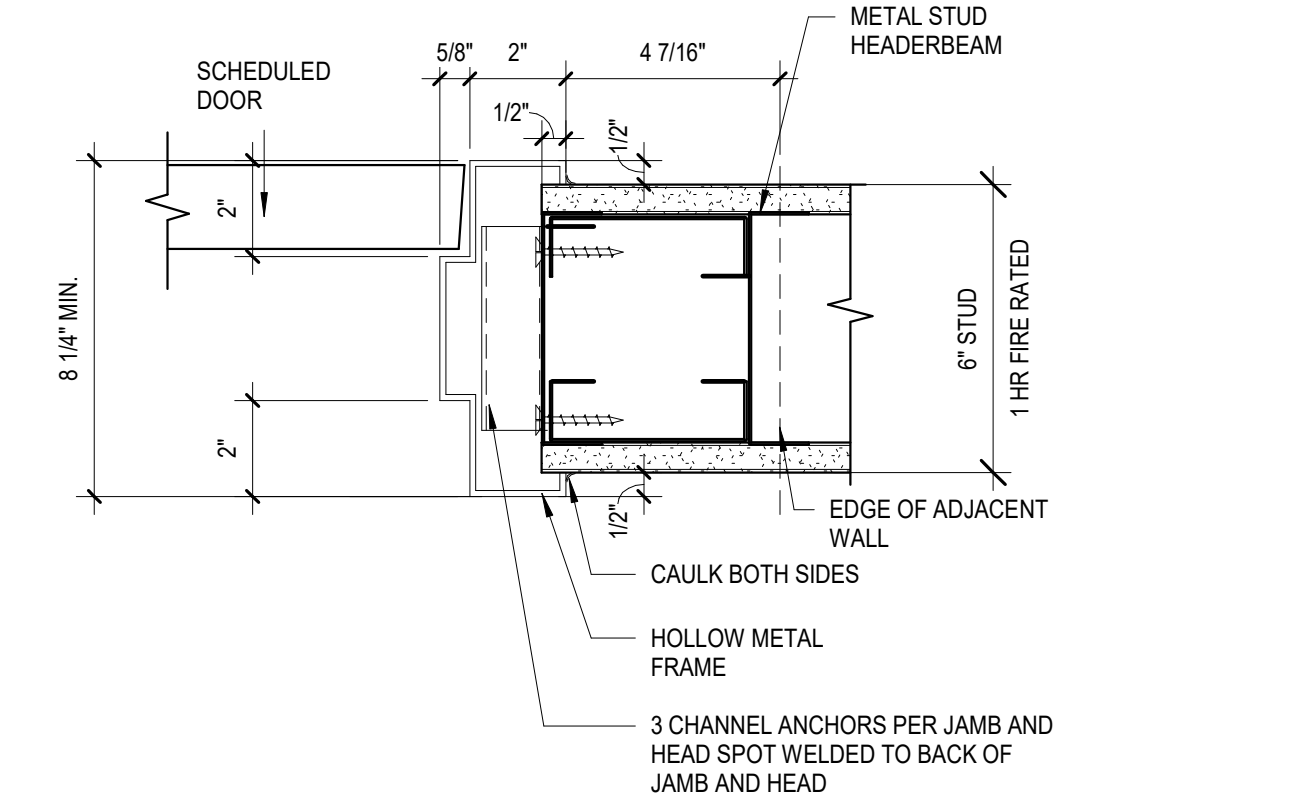 METAL STUD
HEADERBEAM
5/8"
2"
4 7/16"
SCHEDULED
DOOR
1/2"
1/2"
2"
8 1/4" MIN.
6" STUD
1 HR FIRE RATED
2"
1/2"
EDGE OF ADJACENT
WALL
CAULK BOTH SIDES
HOLLOW METAL
FRAME
3 CHANNEL ANCHORS PER JAMB AND
HEAD SPOT WELDED TO BACK OF
JAMB AND HEAD